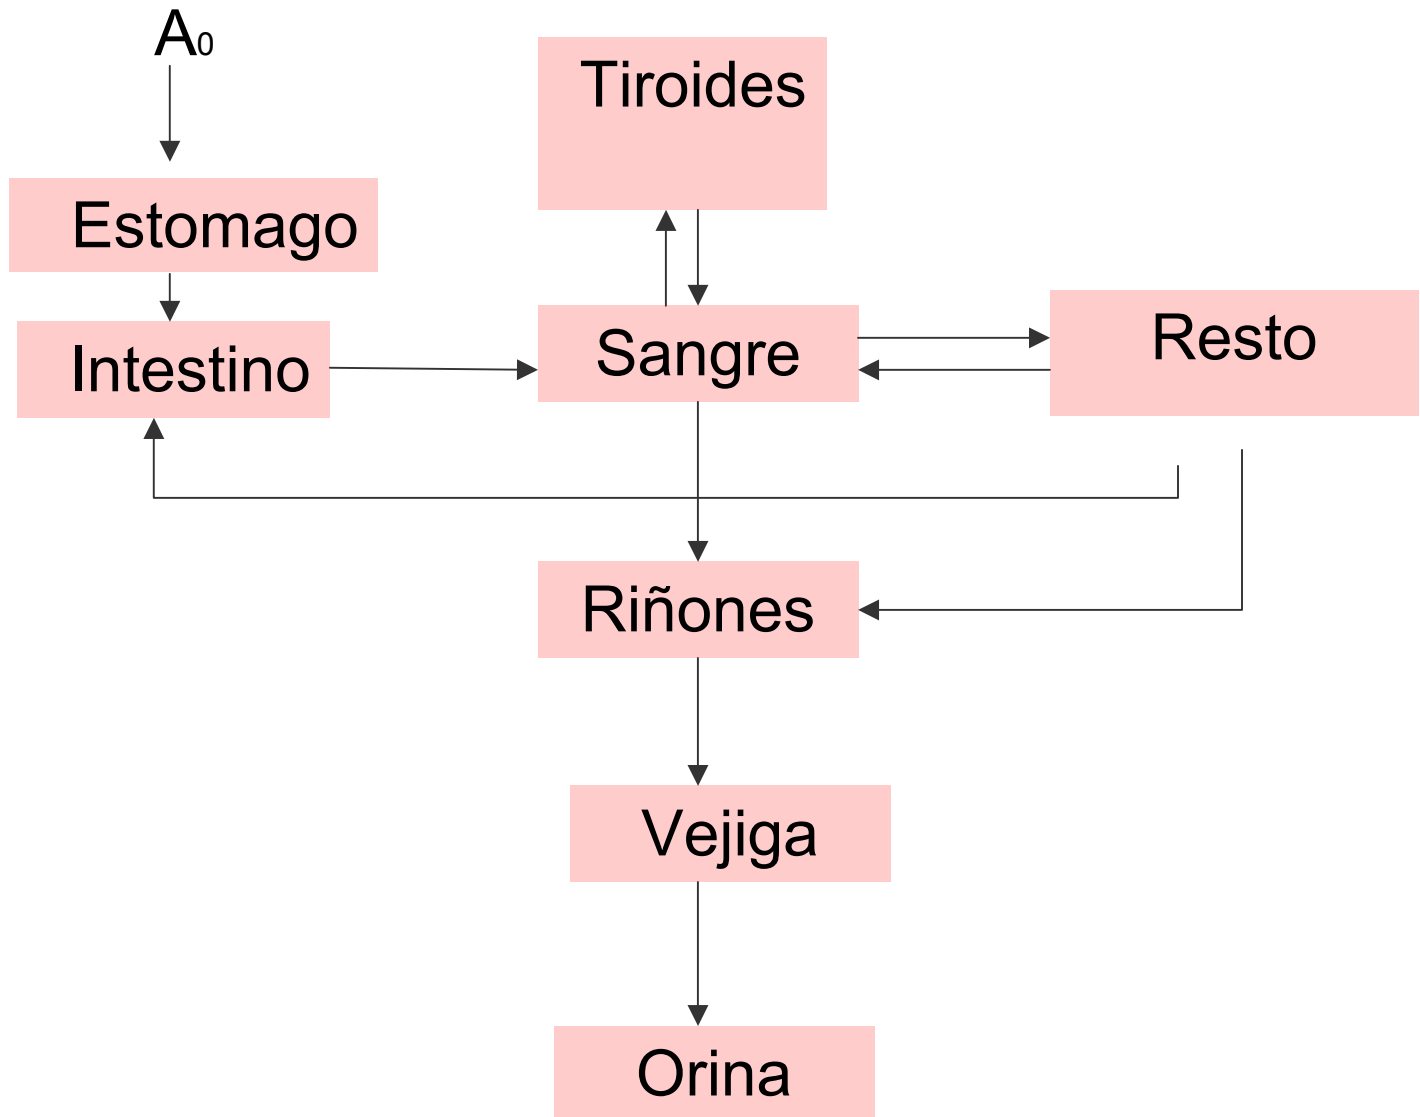 A₀
Tiroides
Estomago
Intestino
Sangre
Resto
Riñones
Vejiga
Orina